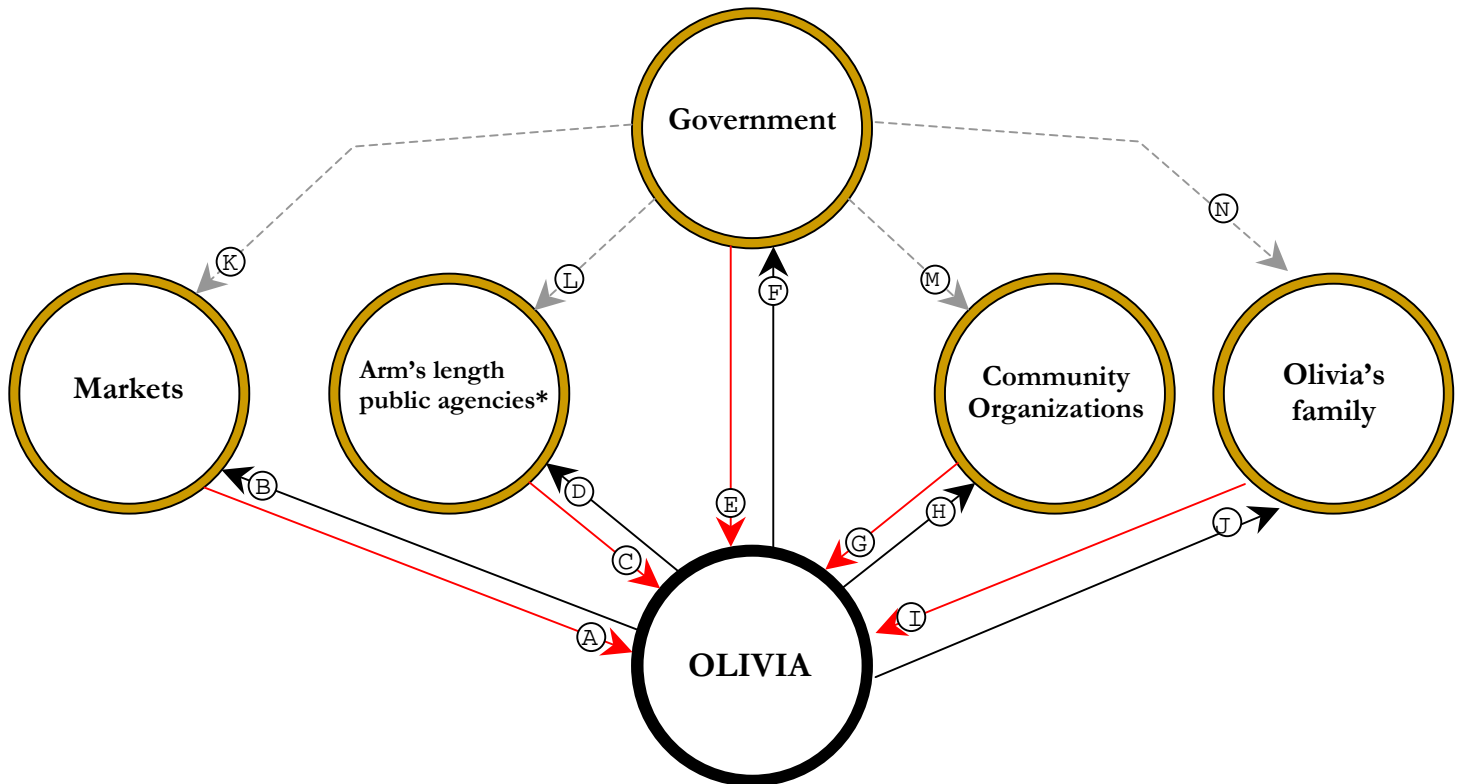 Government
N
K
L
M
F
Markets
Arm's length
public agencies*
Community
Organizations
Olivia's
family
B
D
E
H
J
G
C
I
A
OLIVIA